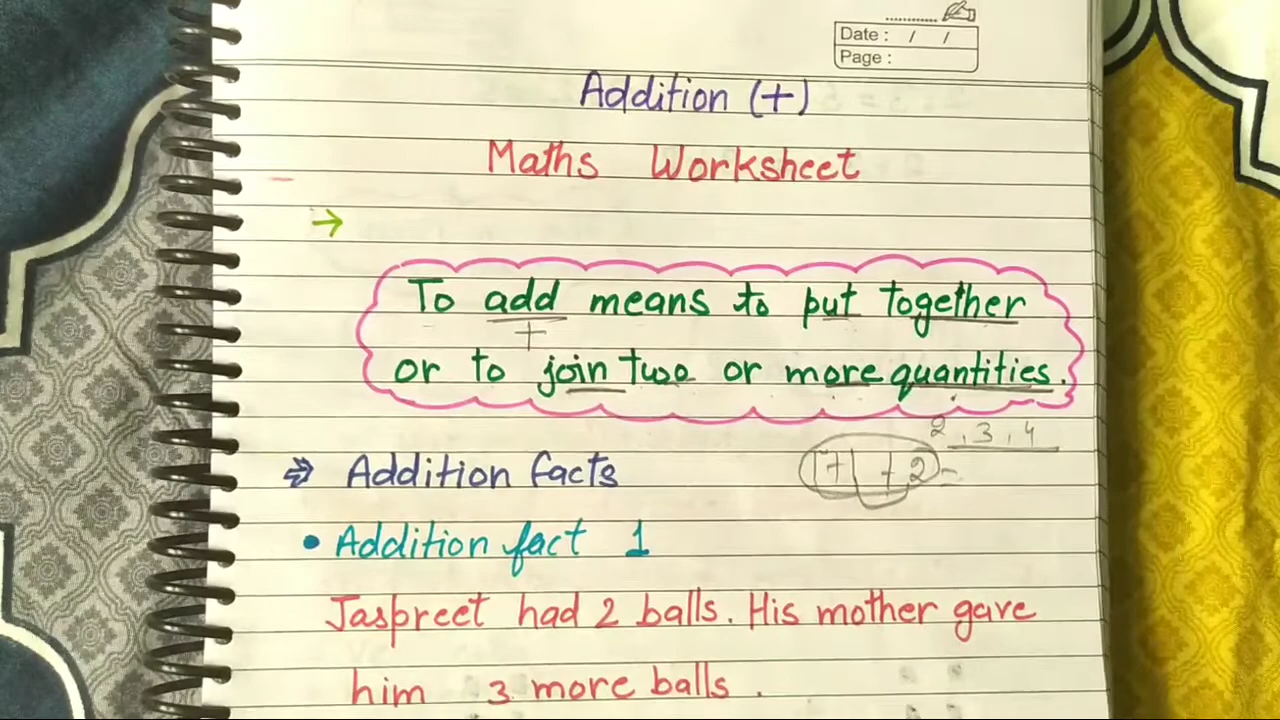 Date : / /
Page :
Addition (+)
Maths Worksheet
→
To add means to put together
+
or to join two or more quantities.
2 , 3 , 4
1+1+2=
⇒ Addition facts
• Addition fact 1
Jaspreet had 2 balls. His mother gave
him 3 more balls.